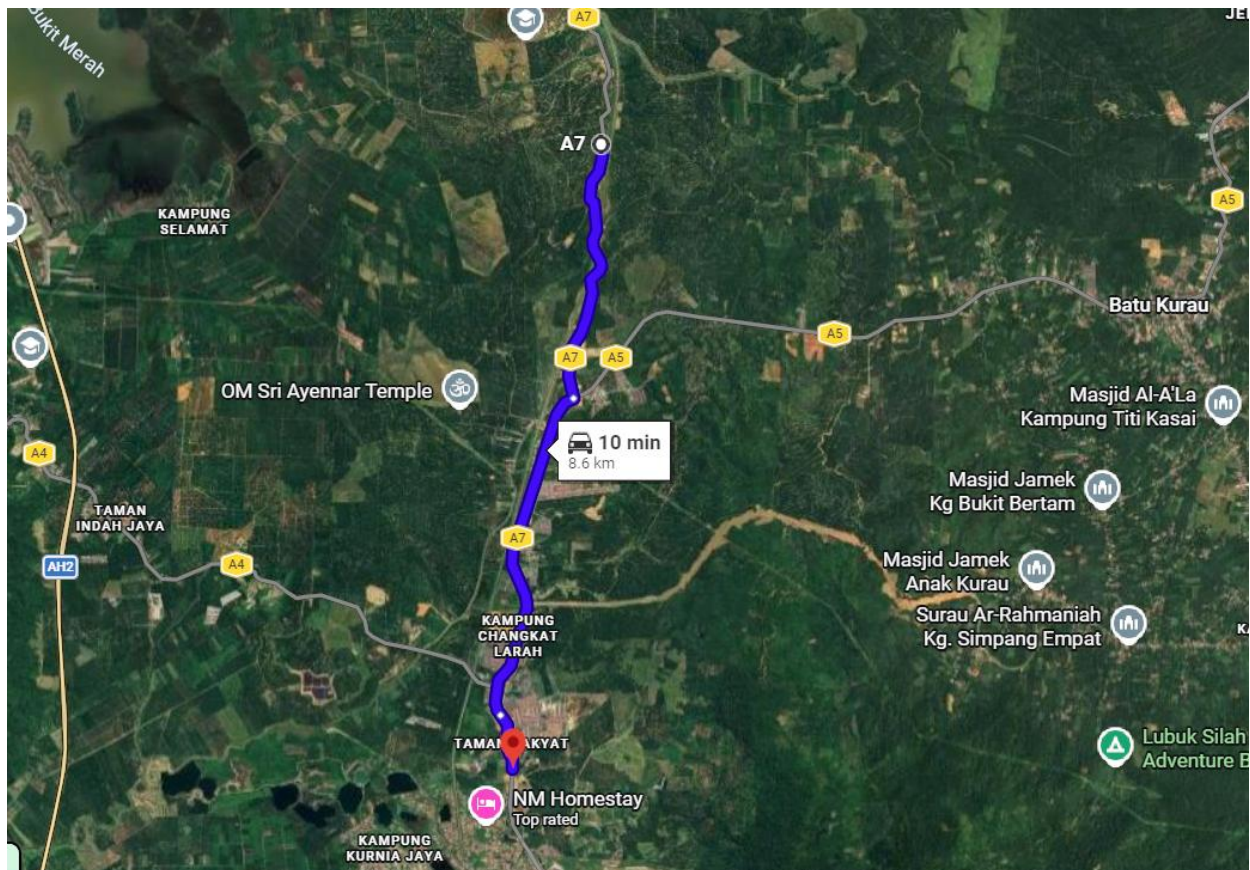 A7
JE
Bukit Merah
A7
KAMPUNG
SELAMAT
A5
Batu Kurau
A7
A5
A5
OM Sri Ayennar Temple
Masjid Al-A'La
Kampung Titi Kasai
10 min
8.6 km
A4
Masjid Jamek
Kg Bukit Bertam
TAMAN
INDAH JAYA
A7
AH2
A4
Masjid Jamek
Anak Kurau
KAMPUNG
CHANGKAT
LARAH
Surau Ar-Rahmaniah
Kg. Simpang Empat
KA
Lubuk Silah
Adventure B
NM Homestay
Top rated
KAMPUNG
KURNIA JAYA